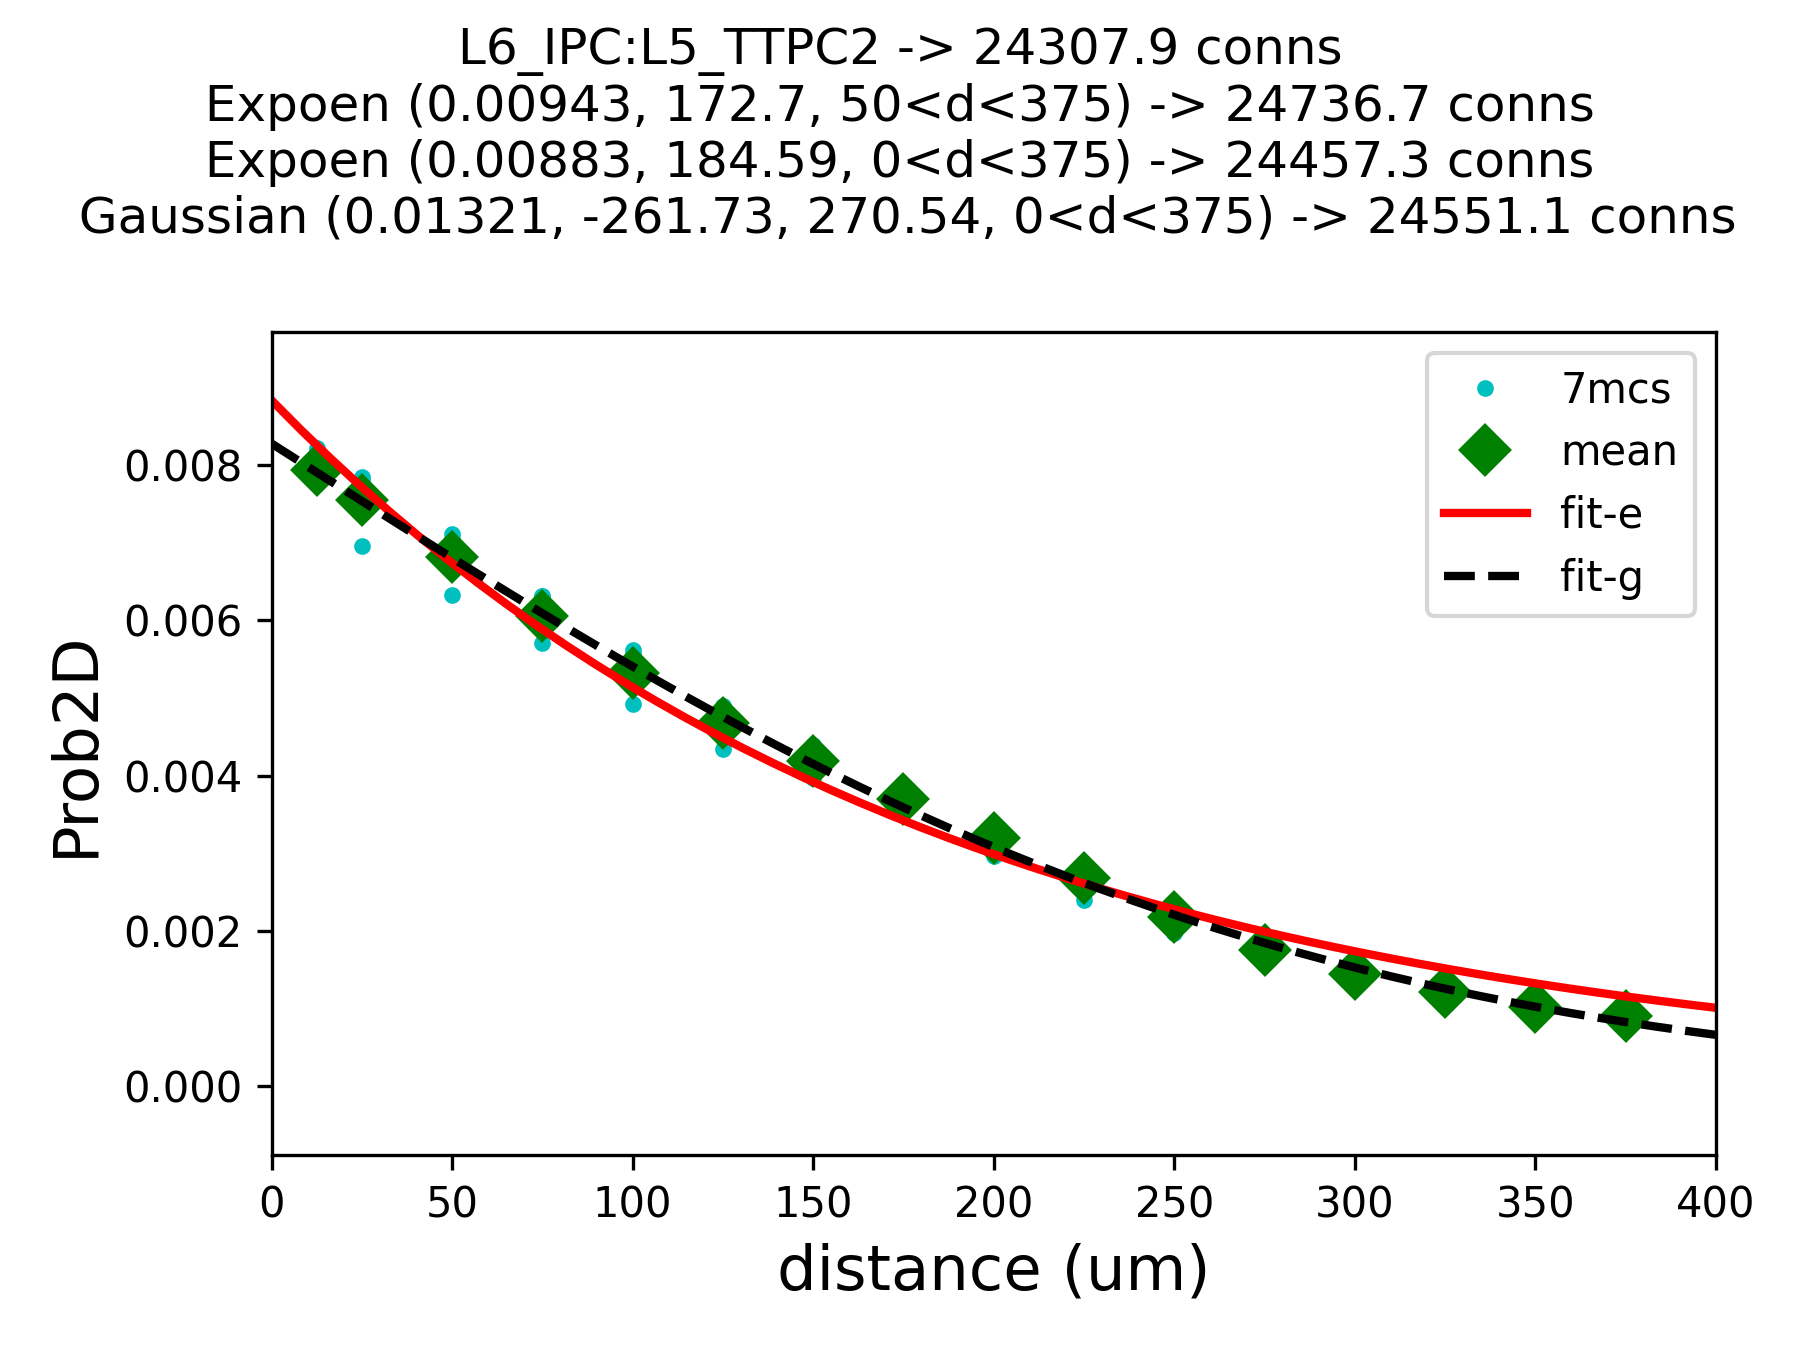 L6_IPC:L5_TTPC2 -> 24307.9 conns
Expoen (0.00943, 172.7, 50<d<375) -> 24736.7 conns
Expoen (0.00883, 184.59, 0<d<375) -> 24457.3 conns
Gaussian (0.01321, -261.73, 270.54, 0<d<375) -> 24551.1 conns
7mcs
mean
fit-e
fit-g
0.008
0.006
0.004
0.002
0.000
Prob2D
0 50 100 150 200 250 300 350 400
distance (um)